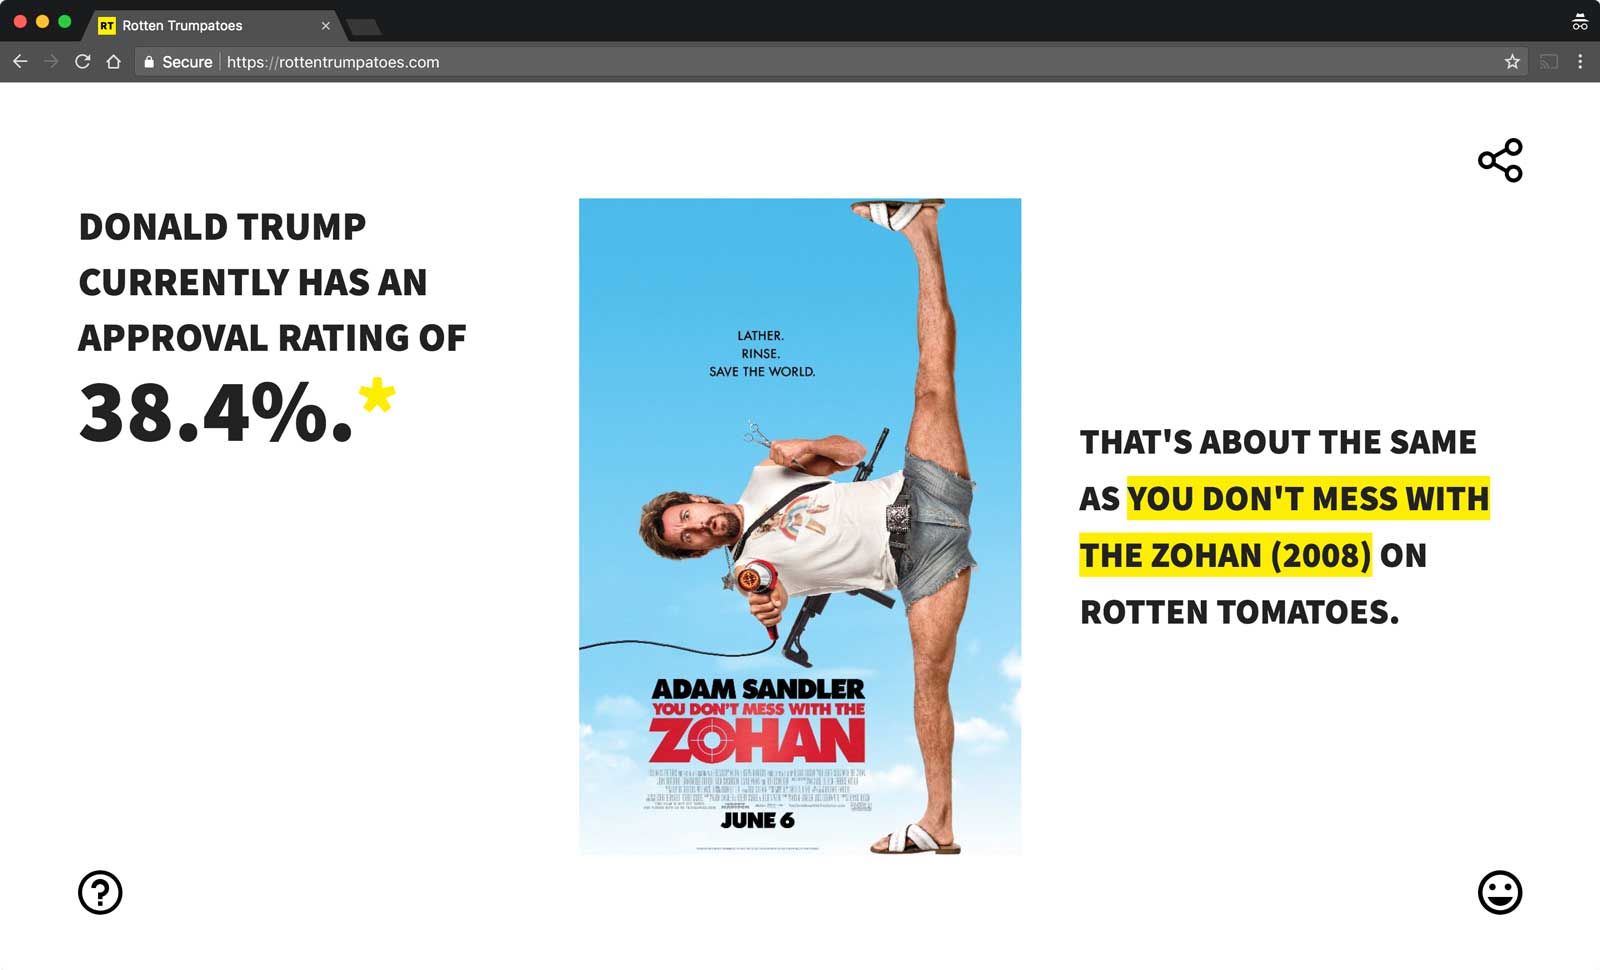 RT Rotten Trumpatoes
Secure https://rottentrumpatoes.com
DONALD TRUMP
CURRENTLY HAS AN
APPROVAL RATING OF
38.4%.*
LATHER.
RINSE.
SAVE THE WORLD.
ADAM SANDLER
YOU DON'T MESS WITH THE
ZOHAN
JUNE 6
THAT'S ABOUT THE SAME
AS YOU DON'T MESS WITH
THE ZOHAN (2008) ON
ROTTEN TOMATOES.
?